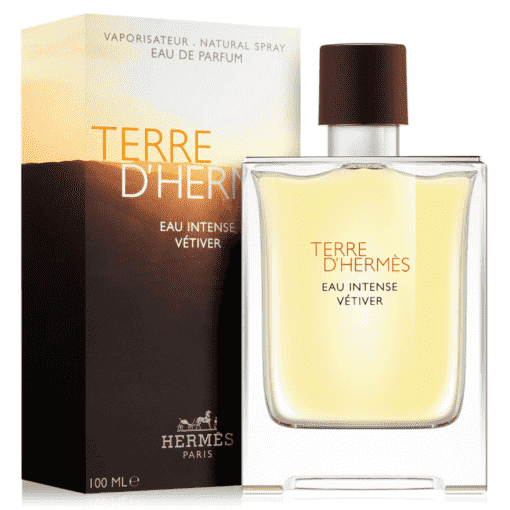 VAPORISATEUR . NATURAL SPRAY
EAU DE PARFUM
TERRE
D'HERM
EAU INTENSE
VÉTIVER
HERMÈS
PARIS
100 ML℮
TERRE
D'HERMÈS
EAU INTENSE
VÉTIVER